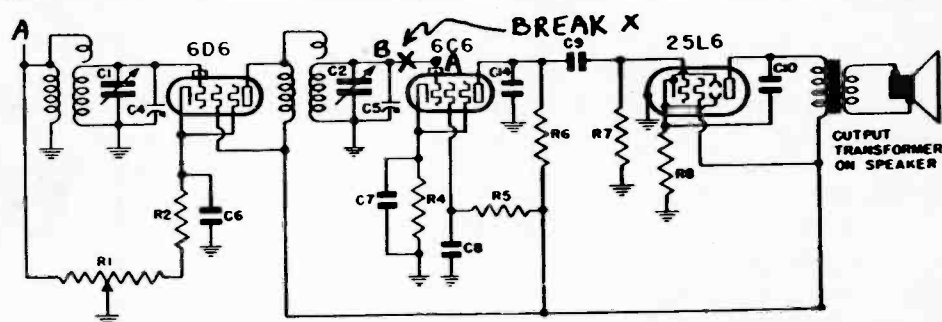 BREAK X
A
6D6
B X
6C6
A
C9
25L6
C1
C4
C2
C5
C14
C10
R6
R7
R8
OUTPUT
TRANSFORMER
ON SPEAKER
R2
C6
C7
R4
R5
C8
R1